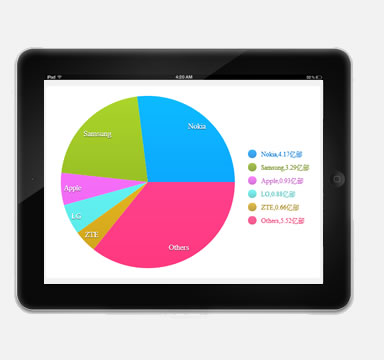 iPod 4:20 AM
Nokia
Samsung
Apple
LG
ZTE
Others
Nokia,4.17亿部
Samsung,3.29亿部
Apple,0.93亿部
LG,0.88亿部
ZTE,0.66亿部
Others,5.52亿部